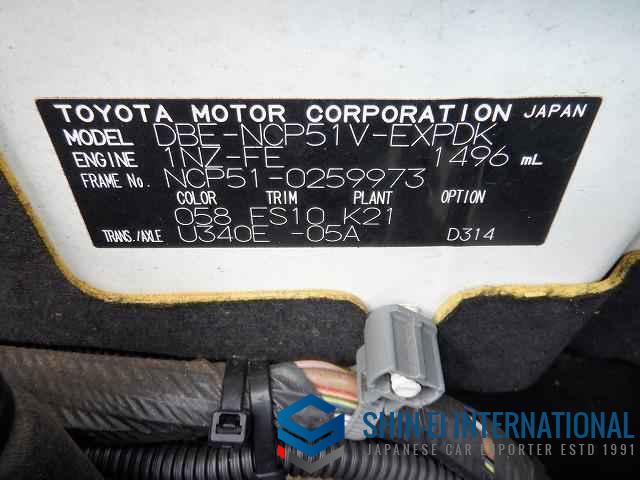 TOYOTA MOTOR CORPORATION JAPAN
MODEL DBE-NCP51V-EXPDK
ENGINE 1NZ-FE 1496 mL
FRAME No. NCP51-0259973
COLOR TRIM PLANT OPTION
058 FS10 K21
TRANS./AXLE U340E -05A D314
SHIN-EI INTERNATIONAL
JAPANESE CAR EXPORTER ESTD 1991